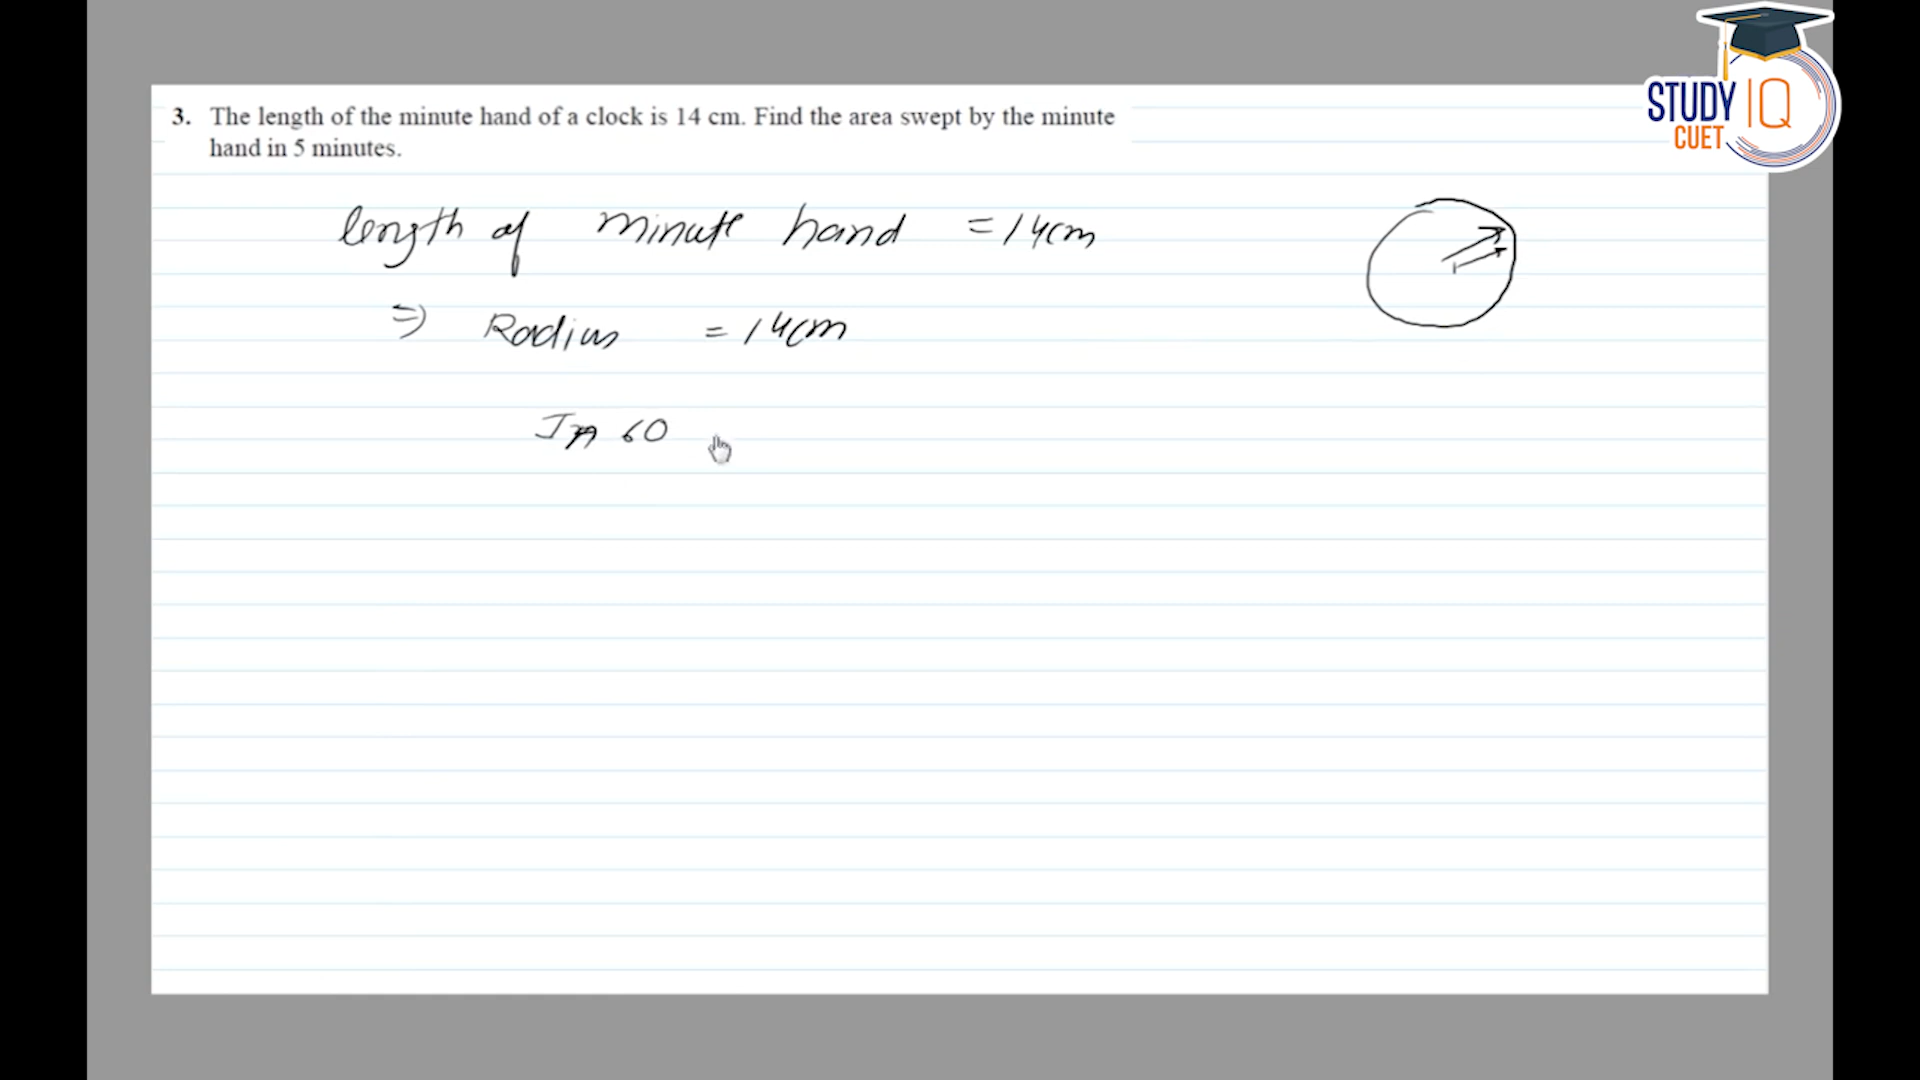 STUDY IQ
CUET
3. The length of the minute hand of a clock is 14 cm. Find the area swept by the minute
hand in 5 minutes.
length of minute hand = 14cm
⇒ Radius = 14cm
In 60